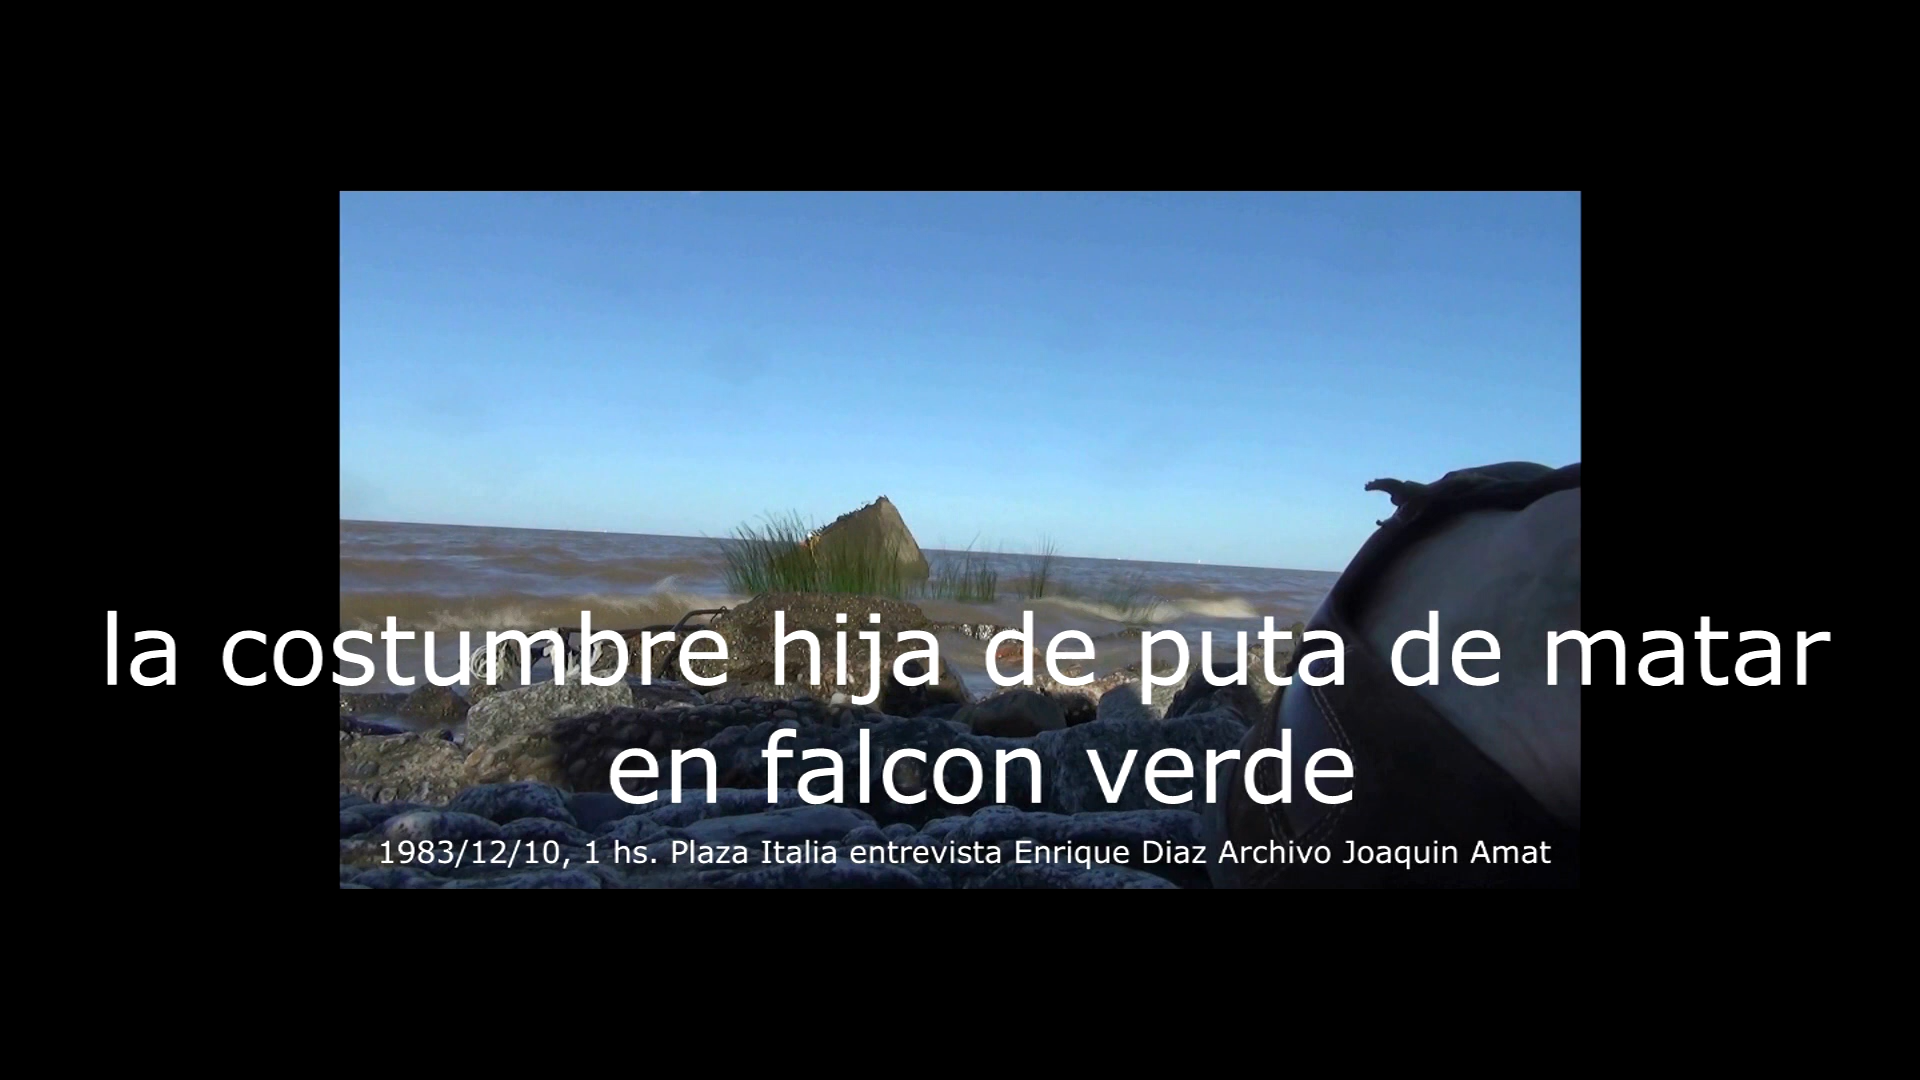 la costumbre hija de puta de matar
en falcon verde
1983/12/10, 1 hs. Plaza Italia entrevista Enrique Diaz Archivo Joaquin Amat